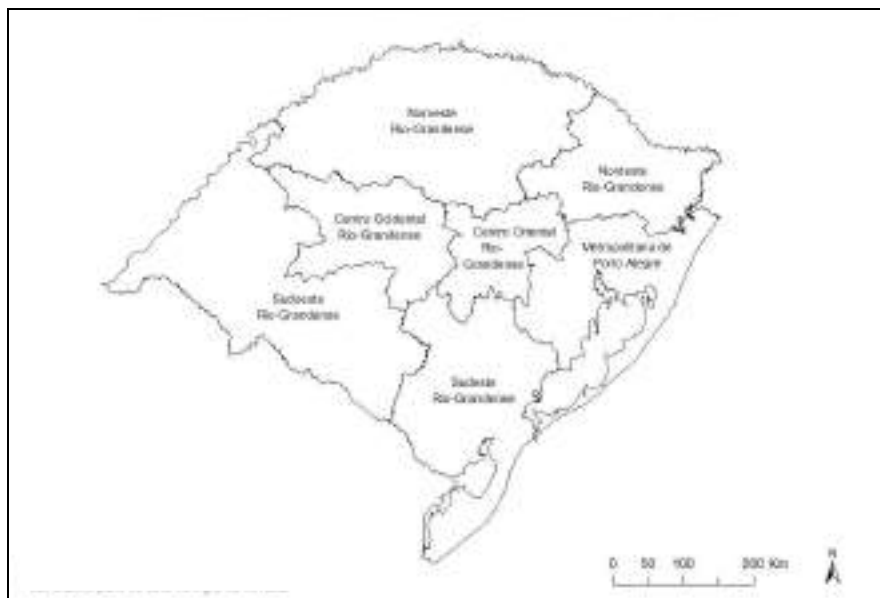 Noroeste
Rio-Grandense
Nordeste
Rio-Grandense
Centro Ocidental
Rio-Grandense
Centro Oriental
Rio-
Grandense
Metropolitana de
Porto Alegre
Sudoeste
Rio-Grandense
Sudeste
Rio-Grandense
N
0 50 100 200 Km